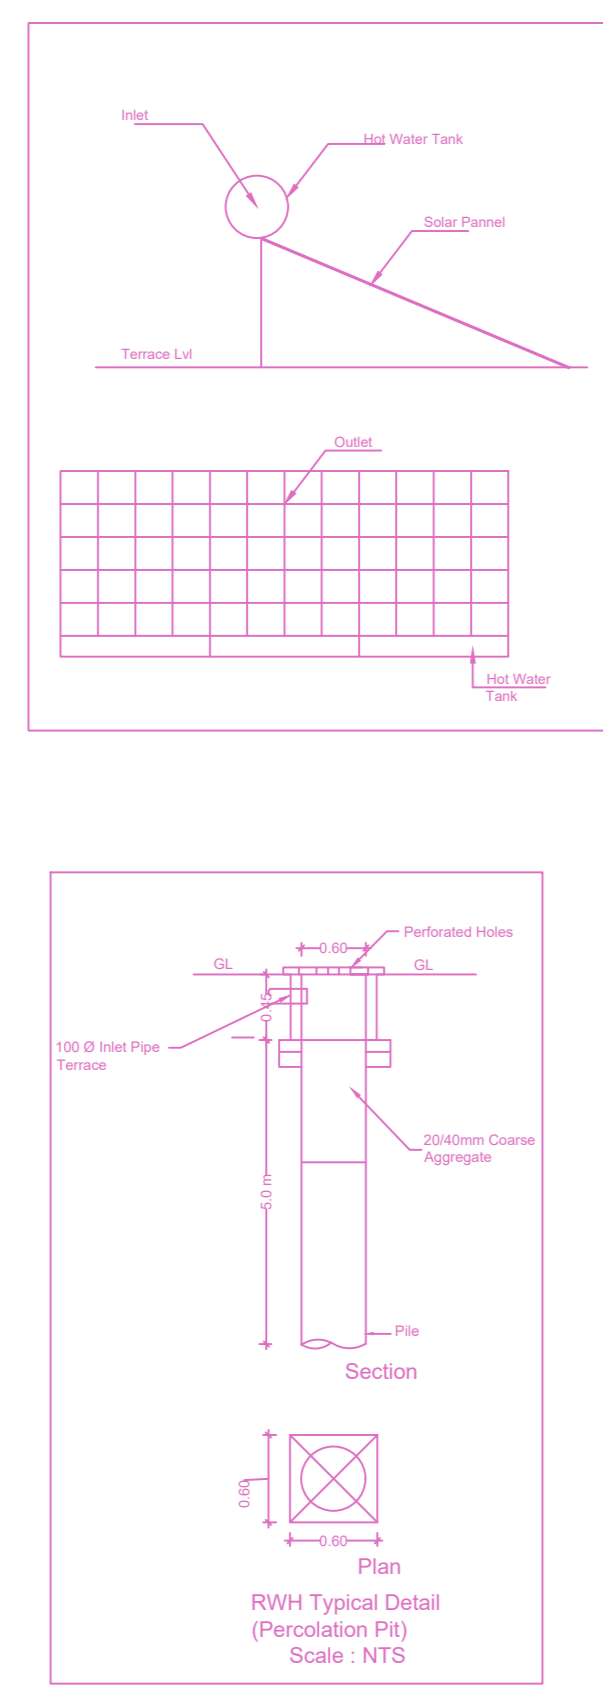 Inlet
Hot Water Tank
Solar Pannel
Terrace Lvl
Outlet
Hot Water
Tank
Perforated Holes
0.60
GL
GL
0.45
100 Ø Inlet Pipe
Terrace
20/40mm Coarse
Aggregate
5.0 m
Pile
Section
0.60
0.60
Plan
RWH Typical Detail
(Percolation Pit)
Scale : NTS